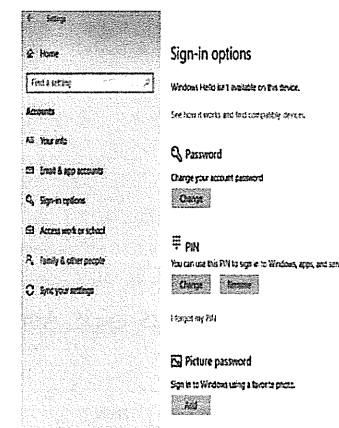 Settings
Home
Find a setting
Accounts
Your info
Email & app accounts
Sign-in options
Access work or school
Family & other people
Sync your settings
Sign-in options
Windows Hello isn't available on this device.
See how it works and find compatible devices.
Password
Change your account password
Change
PIN
You can use this PIN to sign in to Windows, apps, and serv
Change
Remove
I forgot my PIN
Picture password
Sign in to Windows using a favorite photo.
Add